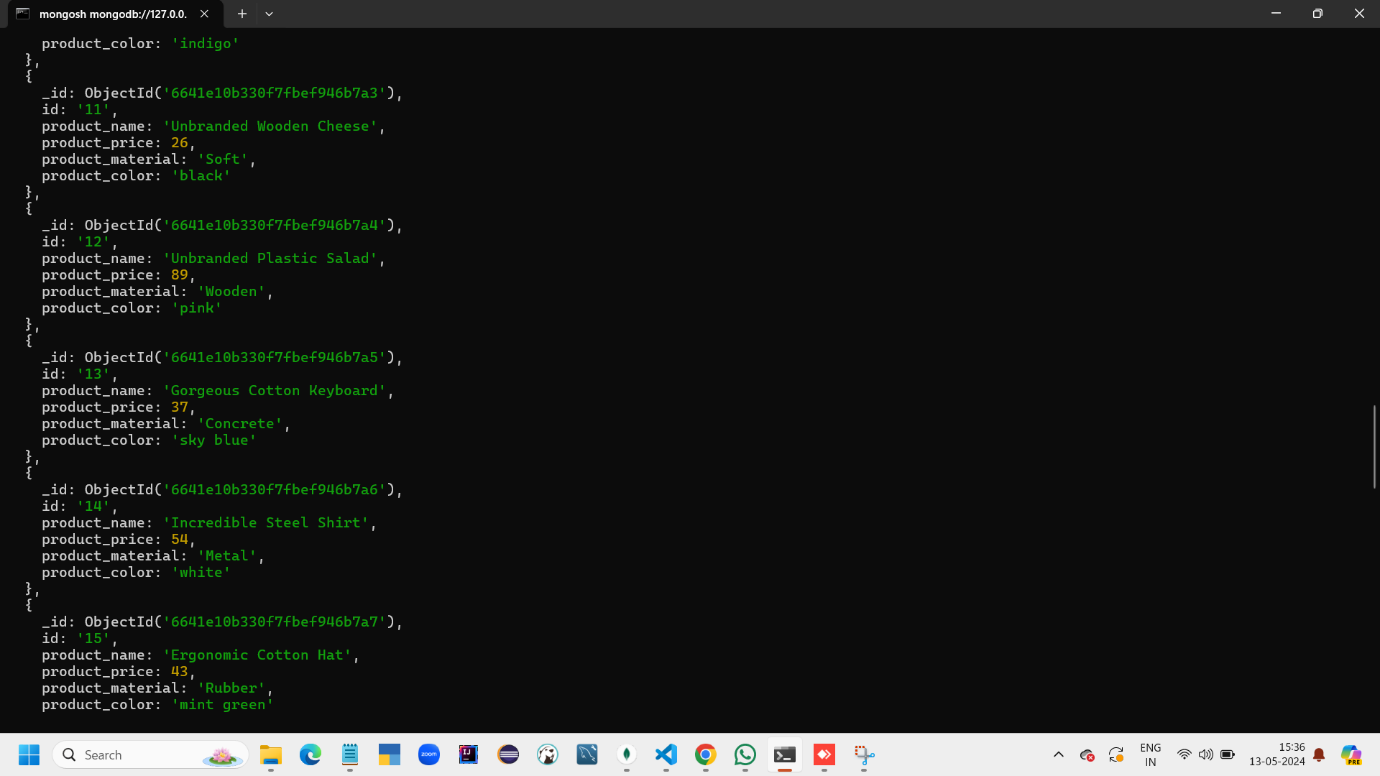 mongosh mongodb://127.0.0.
product_color: 'indigo'
},
{
_id: ObjectId('6641e10b330f7fbef946b7a3'),
id: '11',
product_name: 'Unbranded Wooden Cheese',
product_price: 26,
product_material: 'Soft',
product_color: 'black'
},
{
_id: ObjectId('6641e10b330f7fbef946b7a4'),
id: '12',
product_name: 'Unbranded Plastic Salad',
product_price: 89,
product_material: 'Wooden',
product_color: 'pink'
},
{
_id: ObjectId('6641e10b330f7fbef946b7a5'),
id: '13',
product_name: 'Gorgeous Cotton Keyboard',
product_price: 37,
product_material: 'Concrete',
product_color: 'sky blue'
},
{
_id: ObjectId('6641e10b330f7fbef946b7a6'),
id: '14',
product_name: 'Incredible Steel Shirt',
product_price: 54,
product_material: 'Metal',
product_color: 'white'
},
{
_id: ObjectId('6641e10b330f7fbef946b7a7'),
id: '15',
product_name: 'Ergonomic Cotton Hat',
product_price: 43,
product_material: 'Rubber',
product_color: 'mint green'
Search
zoom
IJ
ENG
IN
15:36
13-05-2024
PRE